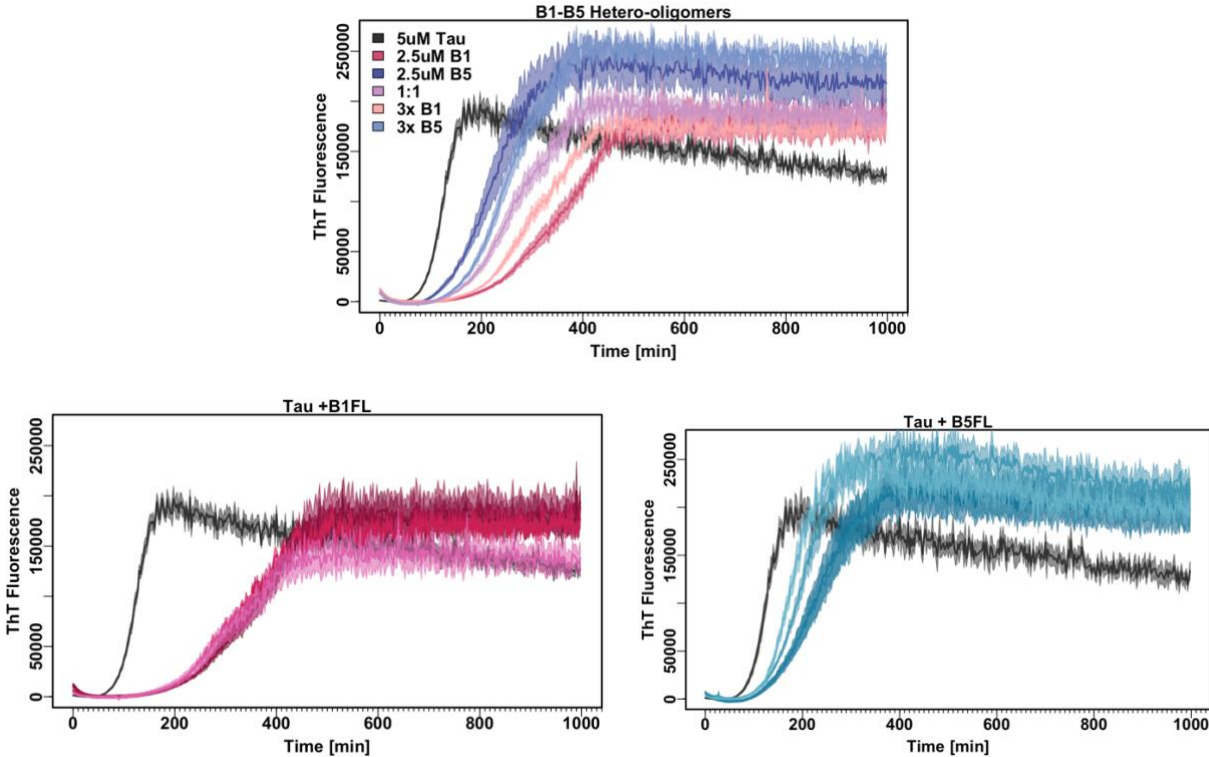 B1-B5 Hetero-oligomers
5uM Tau
2.5uM B1
2.5uM B5
1:1
3x B1
3x B5
ThT Fluorescence
250000
150000
50000
0
0 200 400 600 800 1000
Time [min]
Tau +B1FL
ThT Fluorescence
250000
150000
50000
0
0 200 400 600 800 1000
Time [min]
Tau + B5FL
ThT Fluorescence
250000
150000
50000
0
0 200 400 600 800 1000
Time [min]